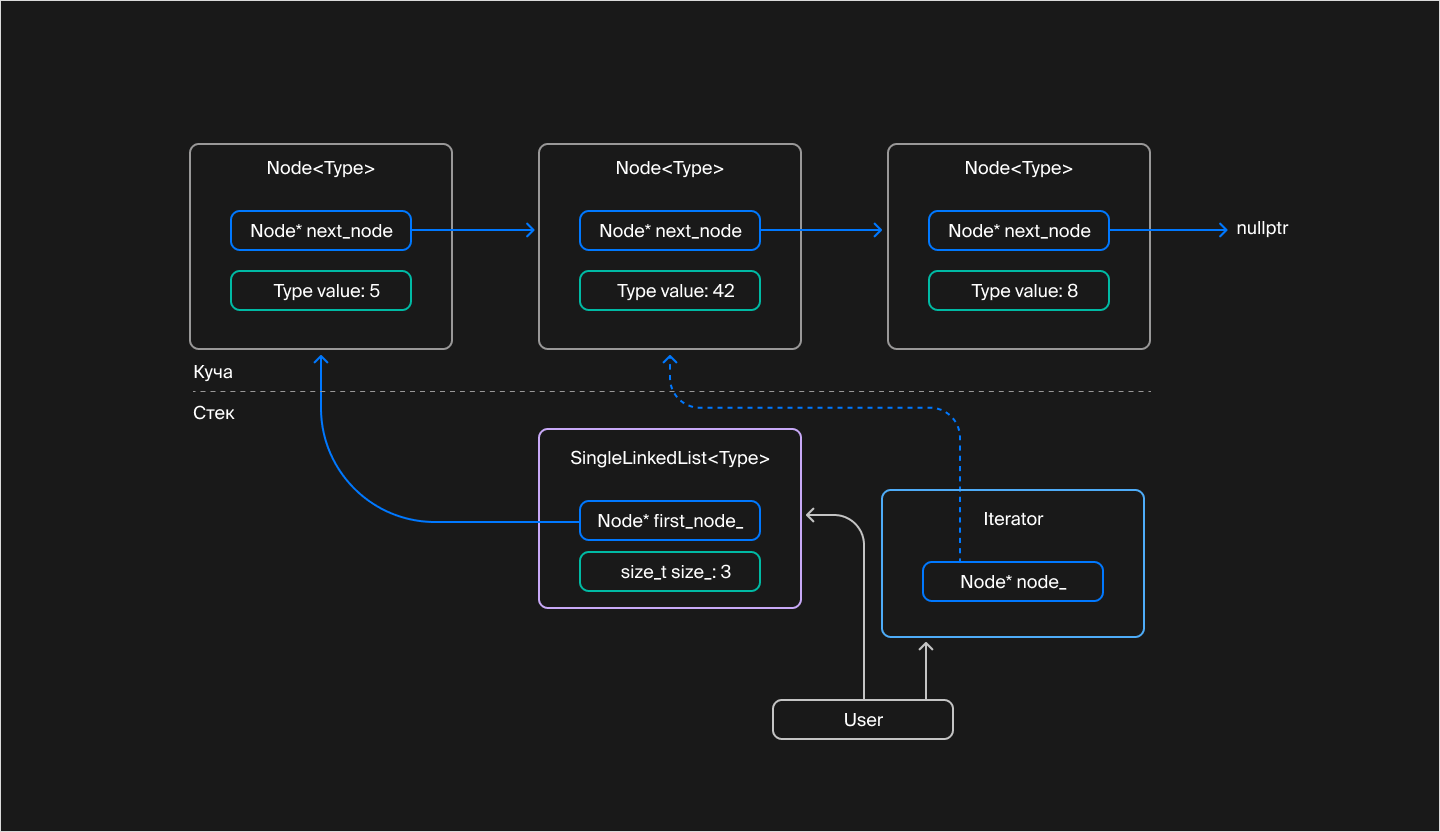 Node<Type>
Node* next_node
Type value: 5
Node<Type>
Node* next_node
Type value: 42
Node<Type>
Node* next_node
Type value: 8
nullptr
Куча
Стек
SingleLinkedList<Type>
Node* first_node_
size_t size_: 3
Iterator
Node* node_
User